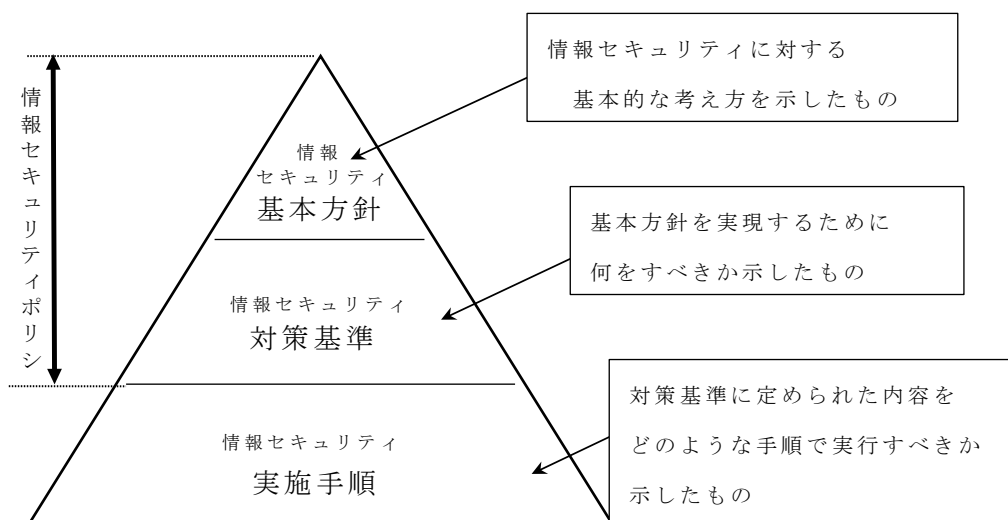 情報セキュリティポリシ
情報
セキュリティ
基本方針
情報セキュリティに対する
基本的な考え方を示したもの
情報セキュリティ
対策基準
基本方針を実現するために
何をすべきか示したもの
情報セキュリティ
実施手順
対策基準に定められた内容を
どのような手順で実行すべきか
示したもの